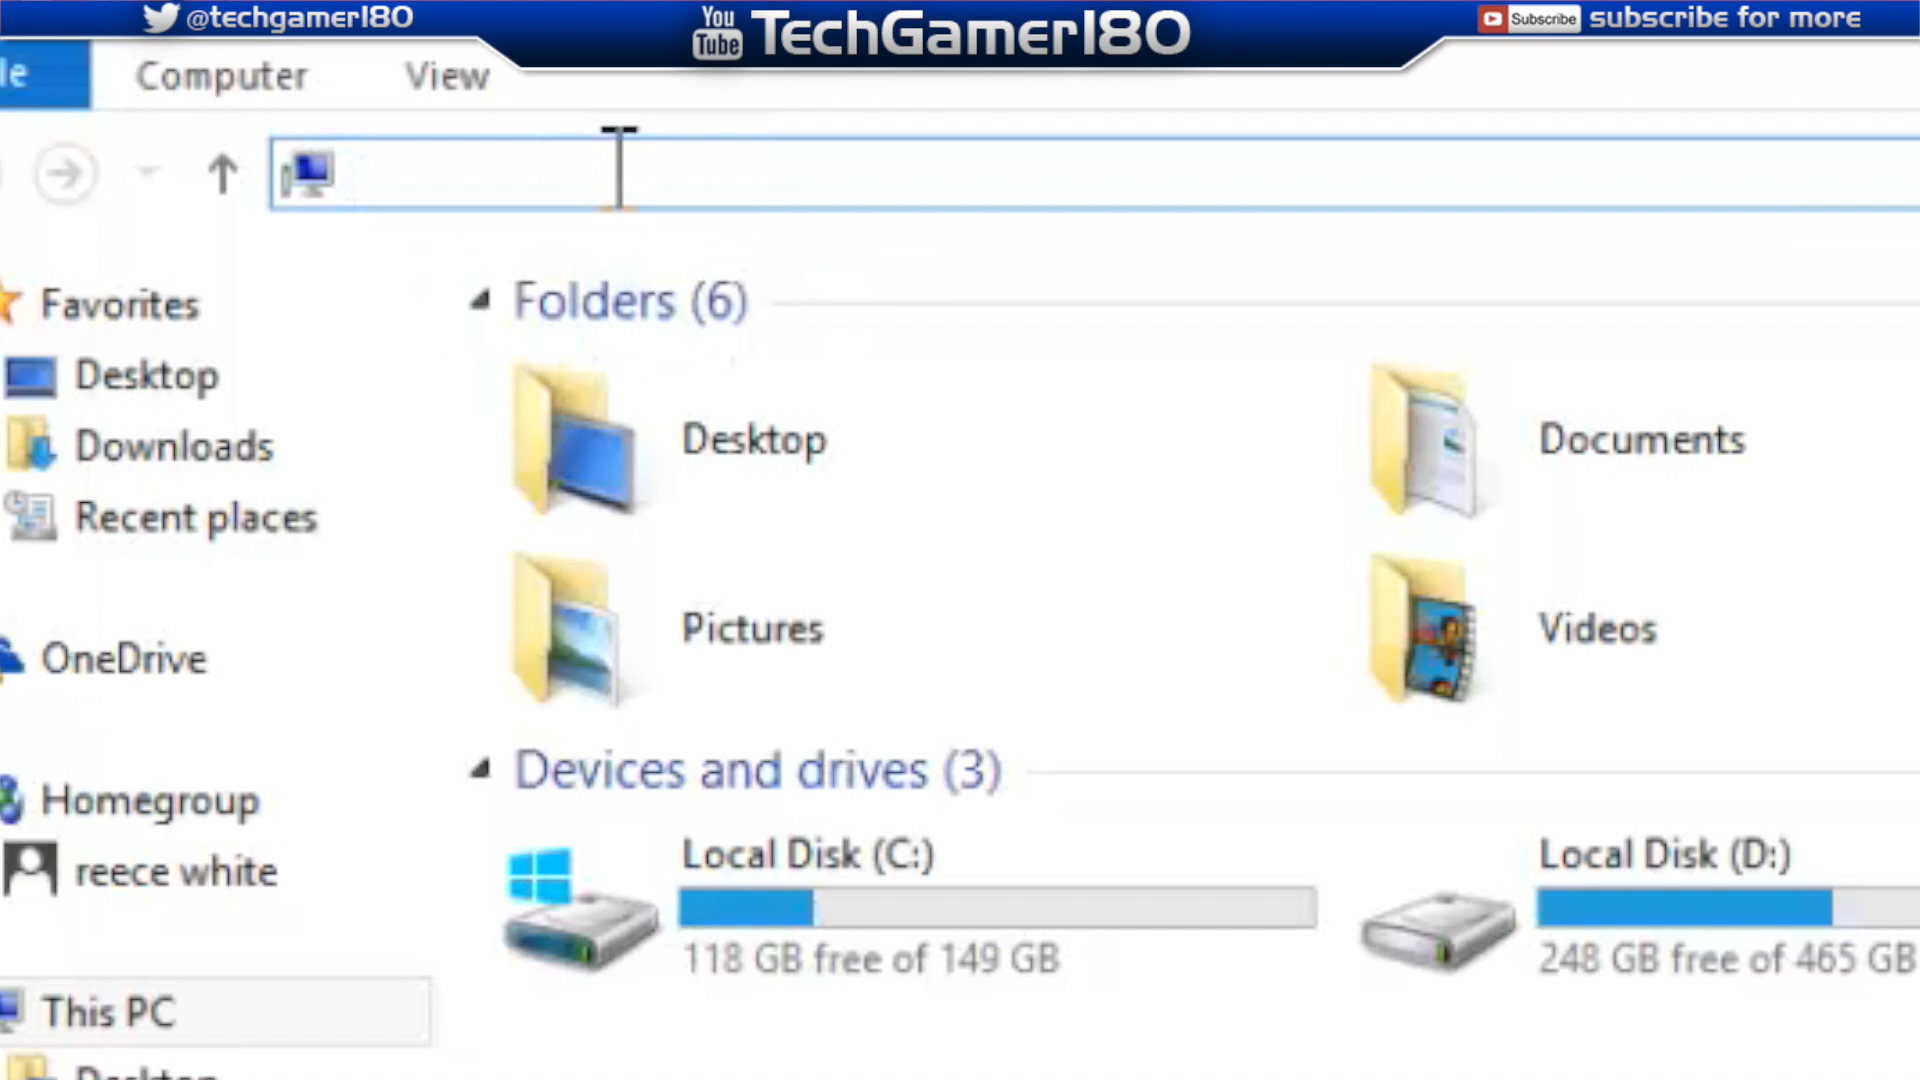 @techgamer180
You
Tube
TechGamer180
Subscribe
subscribe for more
le
Computer
View
Favorites
Desktop
Downloads
Recent places
OneDrive
Homegroup
reece white
This PC
Desktop
Folders (6)
Desktop
Documents
Pictures
Videos
Devices and drives (3)
Local Disk (C:)
118 GB free of 149 GB
Local Disk (D:)
248 GB free of 465 GB